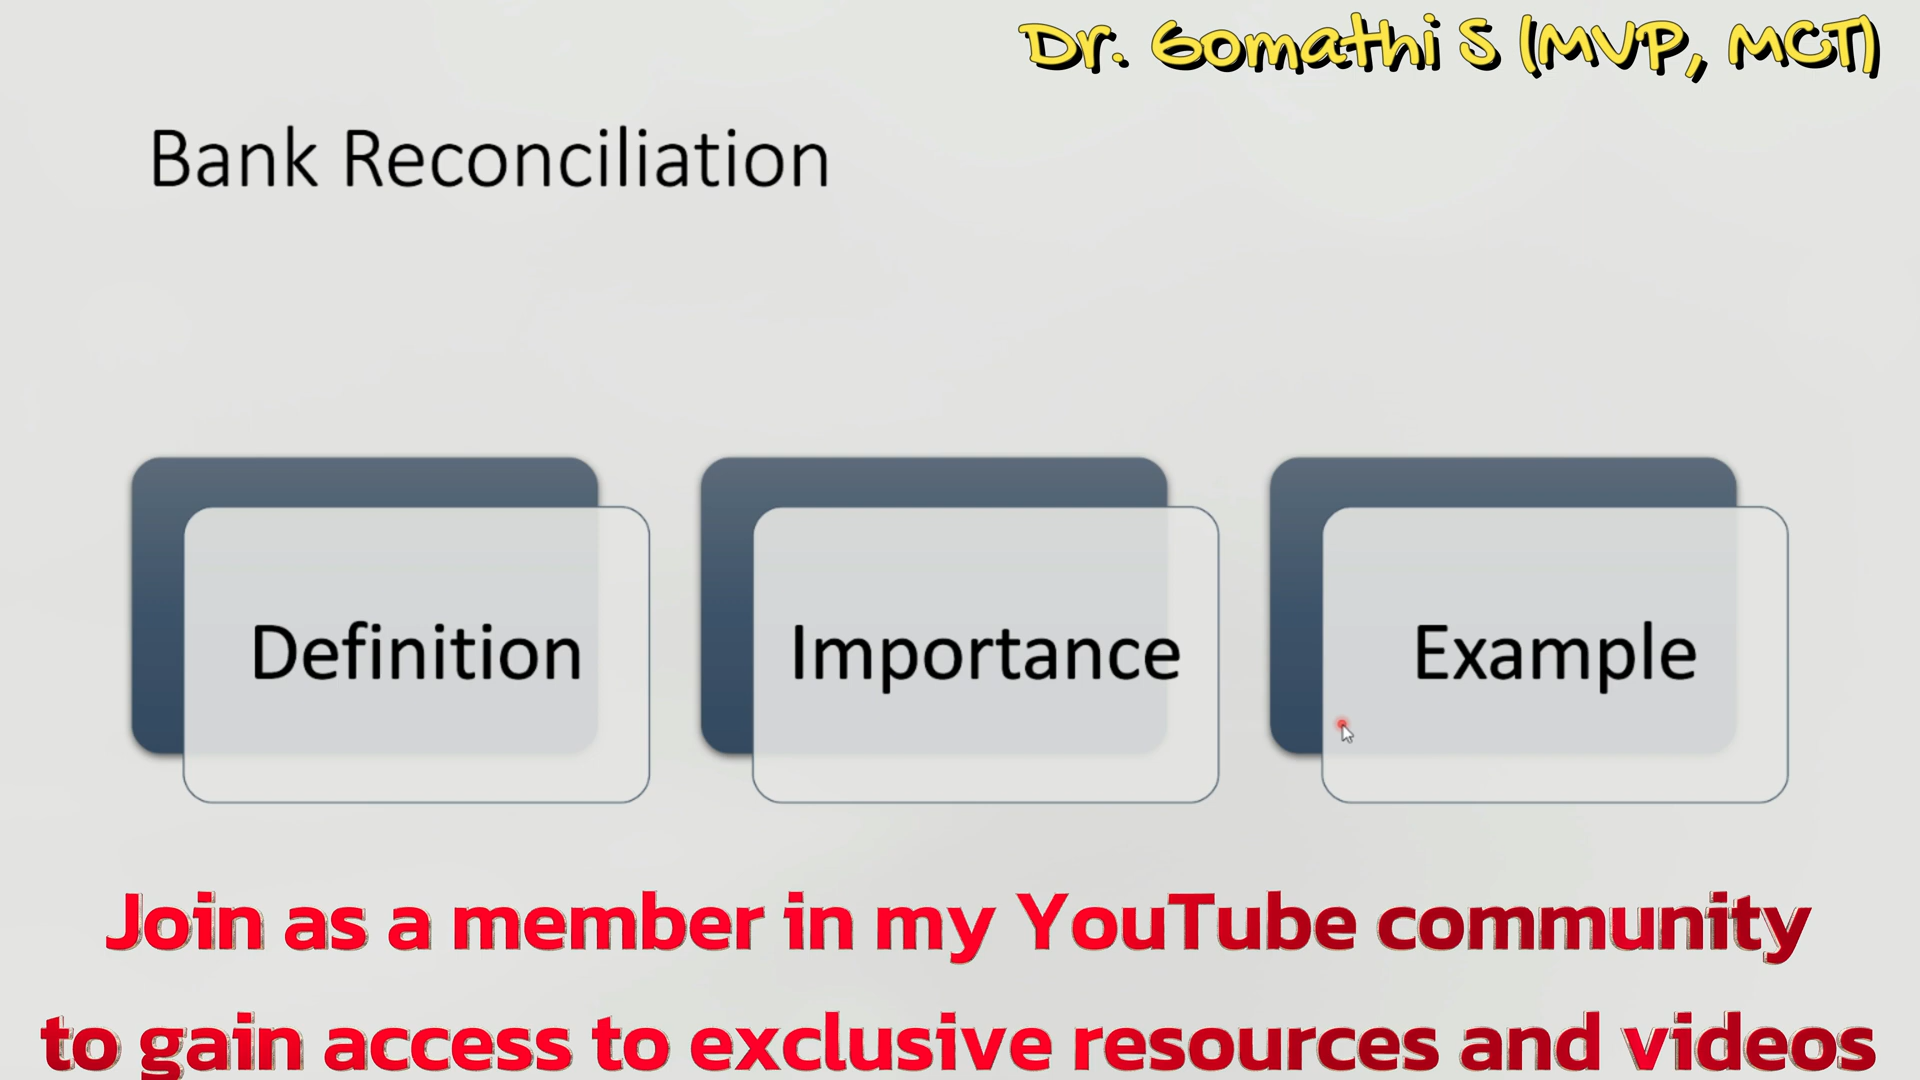 Dr. Gomathi S (MVP, MCT)
Bank Reconciliation
Definition
Importance
Example
Join as a member in my YouTube community
to gain access to exclusive resources and videos